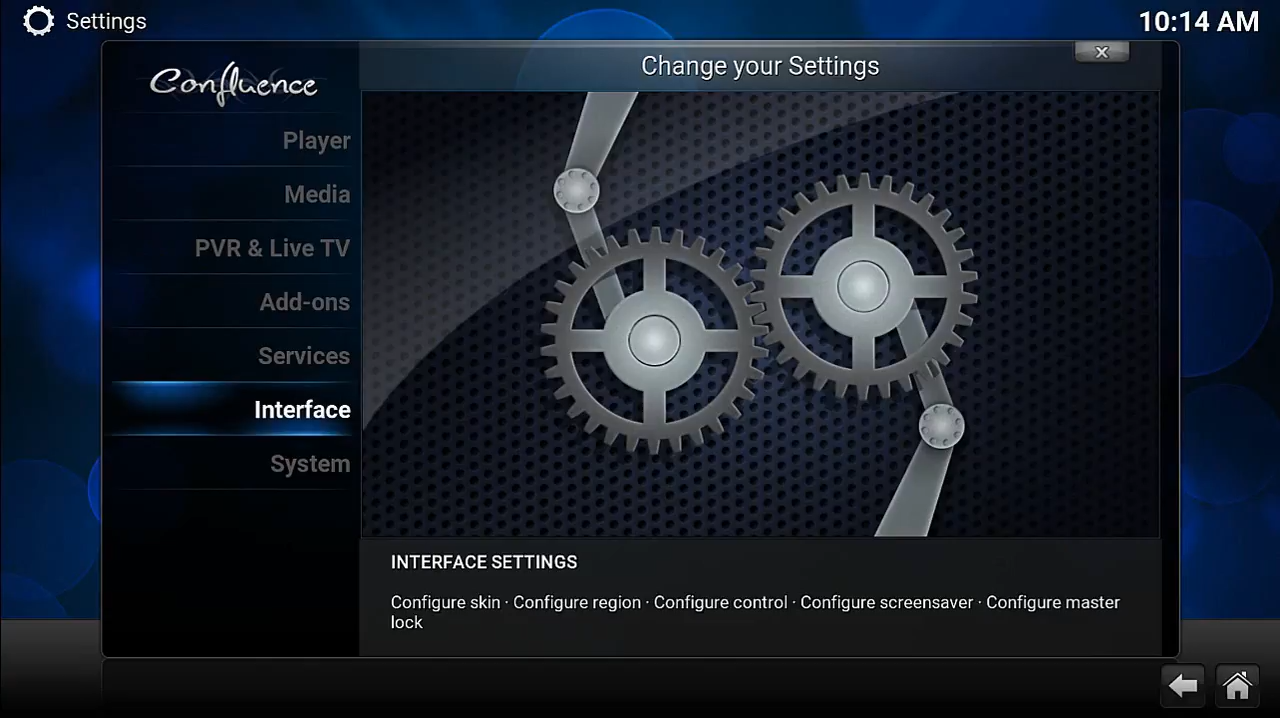 Settings
10:14 AM
Confluence
Change your Settings
Player
Media
PVR & Live TV
Add-ons
Services
Interface
System
INTERFACE SETTINGS
Configure skin · Configure region · Configure control · Configure screensaver · Configure master
lock